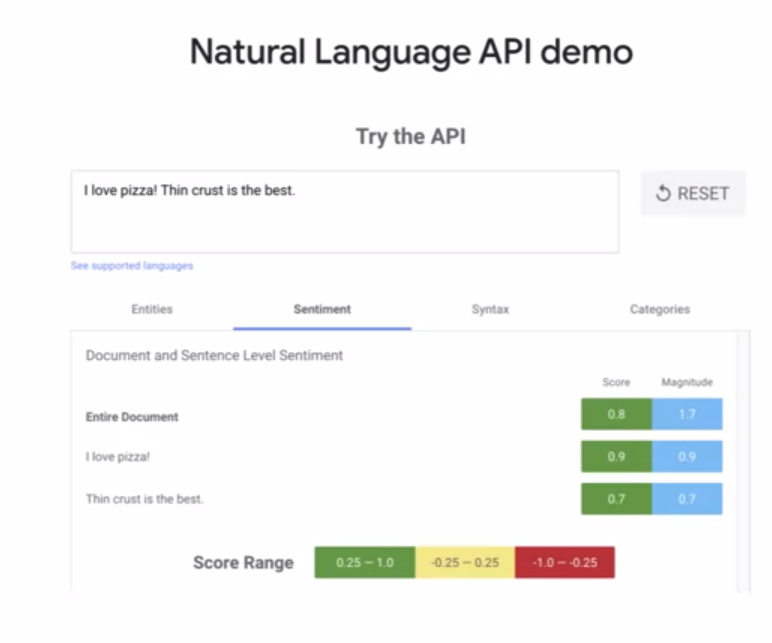 Natural Language API demo
Try the API
I love pizza! Thin crust is the best.
RESET
See supported languages
Entities Sentiment Syntax Categories
Document and Sentence Level Sentiment
Score Magnitude
Entire Document 0.8 1.7
I love pizza! 0.9 0.9
Thin crust is the best. 0.7 0.7
Score Range 0.25 — 1.0 -0.25 — 0.25 -1.0 — -0.25